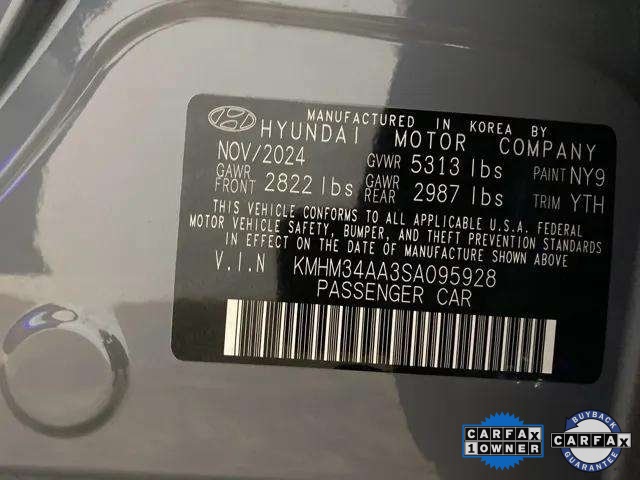 MANUFACTURED IN KOREA BY
HYUNDAI MOTOR COMPANY
NOV/2024 GVWR 5313 lbs PAINT NY9
GAWR FRONT 2822 lbs GAWR REAR 2987 lbs TRIM YTH
THIS VEHICLE CONFORMS TO ALL APPLICABLE U.S.A. FEDERAL
MOTOR VEHICLE SAFETY, BUMPER, AND THEFT PREVENTION STANDARDS
IN EFFECT ON THE DATE OF MANUFACTURE SHOWN ABOVE
V.I.N KMHM34AA3SA095928
PASSENGER CAR
CARFAX
1 OWNER
BUYBACK
CARFAX
GUARANTEE